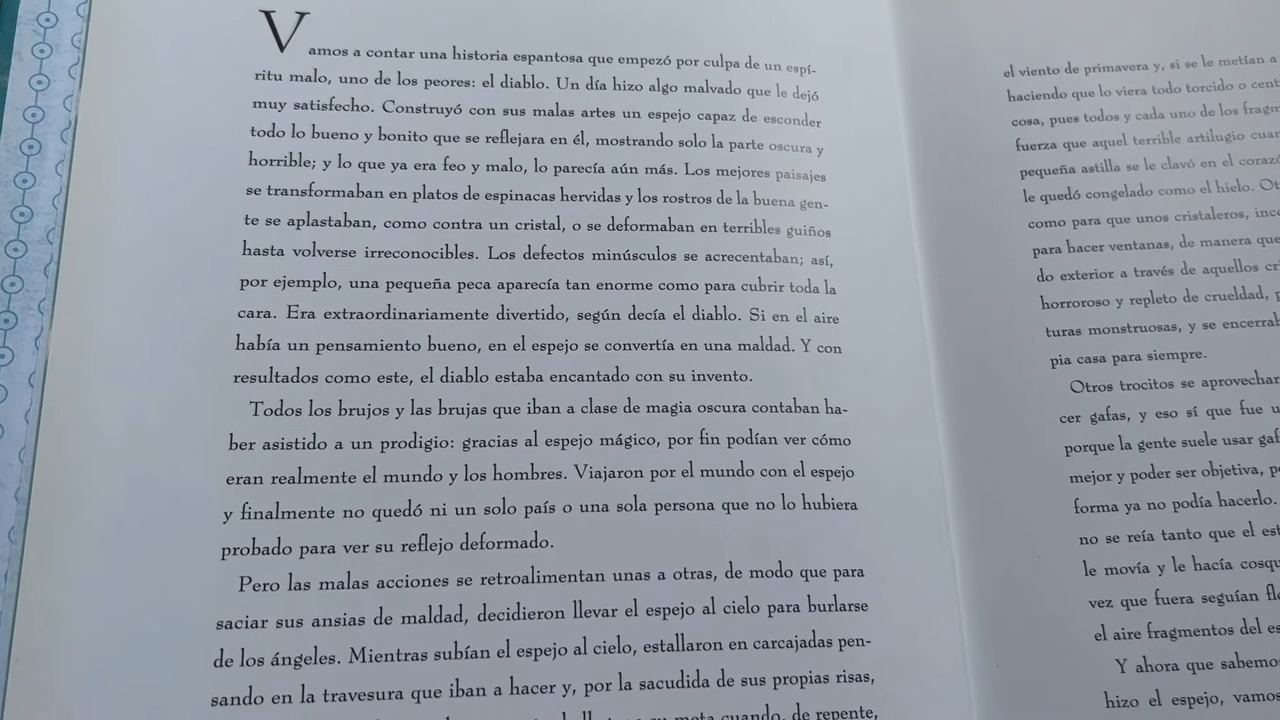 Vamos a contar una historia espantosa que empezó por culpa de un espí-
ritu malo, uno de los peores: el diablo. Un día hizo algo malvado que le dejó
muy satisfecho. Construyó con sus malas artes un espejo capaz de esconder
todo lo bueno y bonito que se reflejara en él, mostrando solo la parte oscura y
horrible; y lo que ya era feo y malo, lo parecía aún más. Los mejores paisajes
se transformaban en platos de espinacas hervidas y los rostros de la buena gen-
te se aplastaban, como contra un cristal, o se deformaban en terribles guiños
hasta volverse irreconocibles. Los defectos minúsculos se acrecentaban; así,
por ejemplo, una pequeña peca aparecía tan enorme como para cubrir toda la
cara. Era extraordinariamente divertido, según decía el diablo. Si en el aire
había un pensamiento bueno, en el espejo se convertía en una maldad. Y con
resultados como este, el diablo estaba encantado con su invento.
Todos los brujos y las brujas que iban a clase de magia oscura contaban ha-
ber asistido a un prodigio: gracias al espejo mágico, por fin podían ver cómo
eran realmente el mundo y los hombres. Viajaron por el mundo con el espejo
y finalmente no quedó ni un solo país o una sola persona que no lo hubiera
probado para ver su reflejo deformado.
Pero las malas acciones se retroalimentan unas a otras, de modo que para
saciar sus ansias de maldad, decidieron llevar el espejo al cielo para burlarse
de los ángeles. Mientras subían el espejo al cielo, estallaron en carcajadas pen-
sando en la travesura que iban a hacer y, por la sacudida de sus propias risas,
meta cuando, de repente,
el viento de primavera y, si se le metían a
haciendo que lo viera todo torcido o cent
cosa, pues todos y cada uno de los fragm
fuerza que aquel terrible artilugio cuar
pequeña astilla se le clavó en el corazó
le quedó congelado como el hielo. Ot
como para que unos cristaleros, inco
para hacer ventanas, de manera que
do exterior a través de aquellos cri
horroroso y repleto de crueldad, p
turas monstruosas, y se encerral
pia casa para siempre.
Otros trocitos se aprovechar
cer gafas, y eso sí que fue u
porque la gente suele usar gaf
mejor y poder ser objetiva, pe
forma ya no podía hacerlo.
no se reía tanto que el est
le movía y le hacía cosqu
vez que fuera seguían flo
el aire fragmentos del es
Y ahora que sabemo
hizo el espejo, vamos